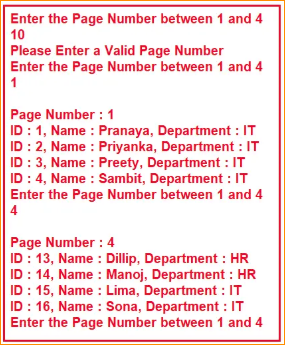 Enter the Page Number between 1 and 4
10
Please Enter a Valid Page Number
Enter the Page Number between 1 and 4
1
Page Number : 1
ID : 1, Name : Pranaya, Department : IT
ID : 2, Name : Priyanka, Department : IT
ID : 3, Name : Preety, Department : IT
ID : 4, Name : Sambit, Department : IT
Enter the Page Number between 1 and 4
4
Page Number : 4
ID : 13, Name : Dillip, Department : HR
ID : 14, Name : Manoj, Department : HR
ID : 15, Name : Lima, Department : IT
ID : 16, Name : Sona, Department : IT
Enter the Page Number between 1 and 4